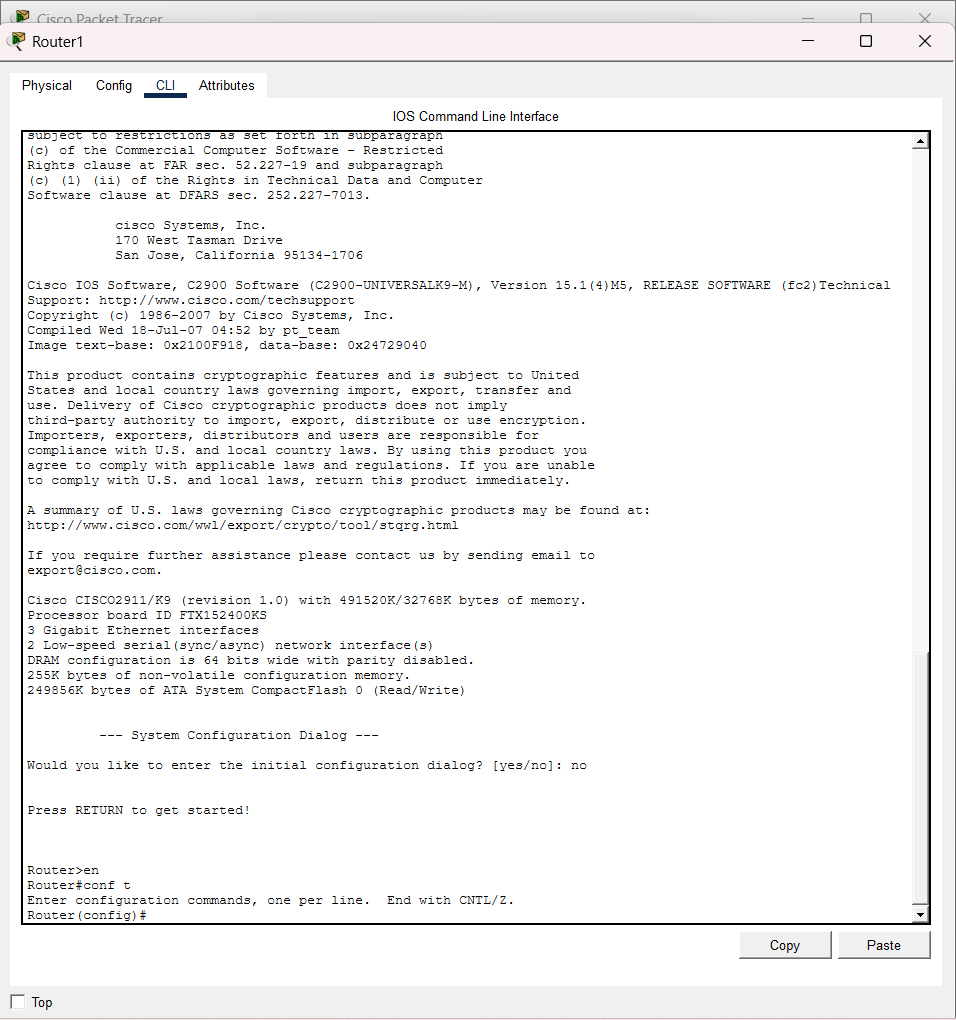 Cisco Packet Tracer
Router1
Physical Config CLI Attributes
IOS Command Line Interface
subject to restrictions as set forth in subparagraph
(c) of the Commercial Computer Software - Restricted
Rights clause at FAR sec. 52.227-19 and subparagraph
(c) (1) (ii) of the Rights in Technical Data and Computer
Software clause at DFARS sec. 252.227-7013.
cisco Systems, Inc.
170 West Tasman Drive
San Jose, California 95134-1706
Cisco IOS Software, C2900 Software (C2900-UNIVERSALK9-M), Version 15.1(4)M5, RELEASE SOFTWARE (fc2)Technical
Support: http://www.cisco.com/techsupport
Copyright (c) 1986-2007 by Cisco Systems, Inc.
Compiled Wed 18-Jul-07 04:52 by pt_team
Image text-base: 0x2100F918, data-base: 0x24729040
This product contains cryptographic features and is subject to United
States and local country laws governing import, export, transfer and
use. Delivery of Cisco cryptographic products does not imply
third-party authority to import, export, distribute or use encryption.
Importers, exporters, distributors and users are responsible for
compliance with U.S. and local country laws. By using this product you
agree to comply with applicable laws and regulations. If you are unable
to comply with U.S. and local laws, return this product immediately.
A summary of U.S. laws governing Cisco cryptographic products may be found at:
http://www.cisco.com/wwl/export/crypto/tool/stqrg.html
If you require further assistance please contact us by sending email to
export@cisco.com.
Cisco CISCO2911/K9 (revision 1.0) with 491520K/32768K bytes of memory.
Processor board ID FTX152400KS
3 Gigabit Ethernet interfaces
2 Low-speed serial(sync/async) network interface(s)
DRAM configuration is 64 bits wide with parity disabled.
255K bytes of non-volatile configuration memory.
249856K bytes of ATA System CompactFlash 0 (Read/Write)
--- System Configuration Dialog ---
Would you like to enter the initial configuration dialog? [yes/no]: no
Press RETURN to get started!
Router>en
Router#conf t
Enter configuration commands, one per line.  End with CNTL/Z.
Router(config)#
Copy Paste
Top